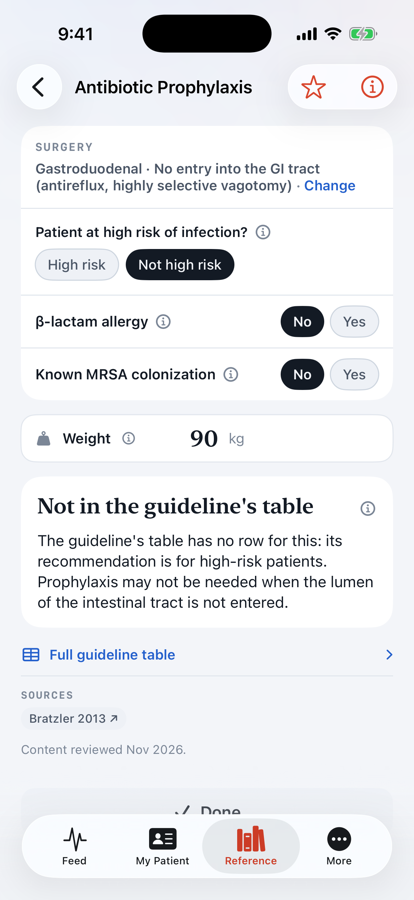 9:41
Antibiotic Prophylaxis
SURGERY
Gastroduodenal · No entry into the GI tract
(antireflux, highly selective vagotomy) · Change
Patient at high risk of infection?
High risk Not high risk
β-lactam allergy No Yes
Known MRSA colonization No Yes
Weight 90 kg
Not in the guideline's table
The guideline's table has no row for this: its
recommendation is for high-risk patients.
Prophylaxis may not be needed when the lumen
of the intestinal tract is not entered.
Full guideline table
SOURCES
Bratzler 2013 ↗
Content reviewed Nov 2026.
✓ Done
Feed My Patient Reference More